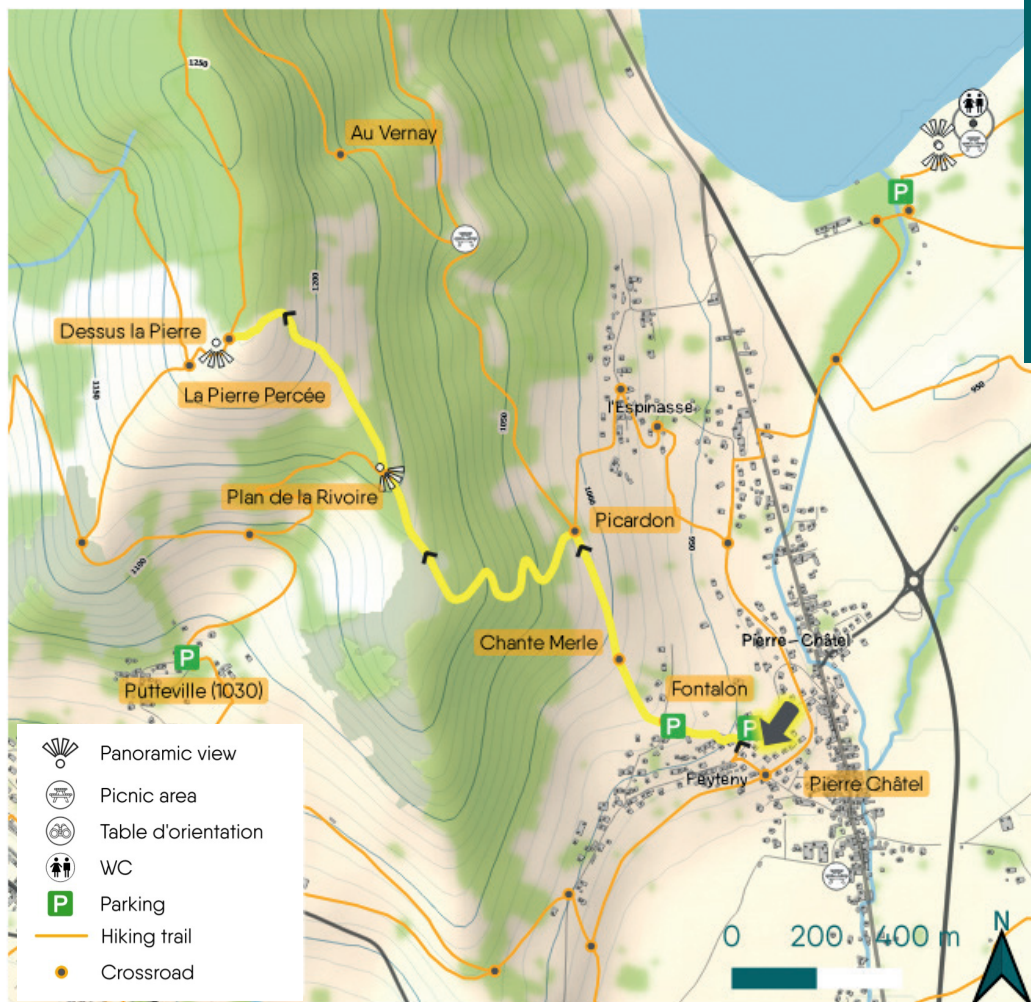 1250
Au Vernay
P
1200
Dessus la Pierre
La Pierre Percée
1150
1050
l'Espinasse
950
Plan de la Rivoire
1000
Picardon
950
1100
Chante Merle
Pierre - Châtel
P
Putteville (1030)
Fontalon
P
P
Feyteny
Pierre Châtel
Panoramic view
Picnic area
Table d'orientation
WC
P Parking
Hiking trail
Crossroad
0 200 400 m
N